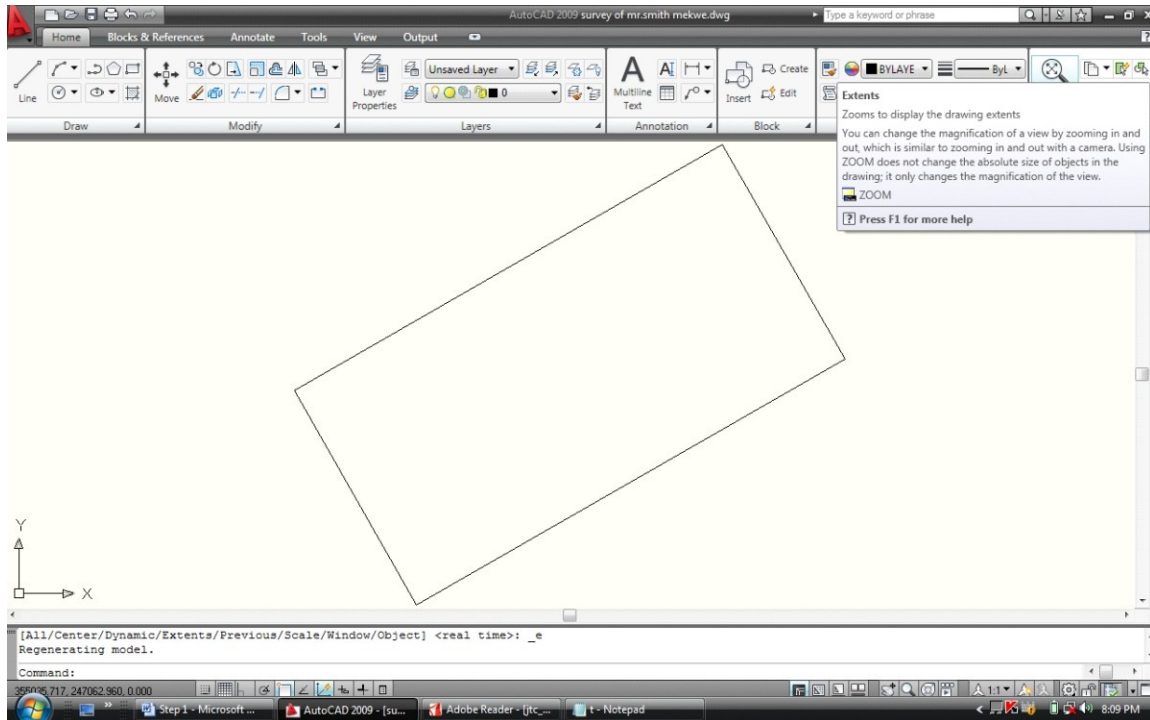 AutoCAD 2009 survey of mr.smith mekwe.dwg
Type a keyword or phrase
Home Blocks & References Annotate Tools View Output
Line
Move
Layer Properties
Unsaved Layer
0
Multiline Text
AI
Insert
Create
Edit
BYLAYE
ByL
Draw
Modify
Layers
Annotation
Block
Extents
Zooms to display the drawing extents
You can change the magnification of a view by zooming in and
out, which is similar to zooming in and out with a camera. Using
ZOOM does not change the absolute size of objects in the
drawing; it only changes the magnification of the view.
ZOOM
Press F1 for more help
Y
X
[All/Center/Dynamic/Extents/Previous/Scale/Window/Object] <real time>: _e
Regenerating model.
Command:
355035.717, 247062.960, 0.000
1:1
Step 1 - Microsoft ...
AutoCAD 2009 - [su...
Adobe Reader - [jtc_...
t - Notepad
8:09 PM